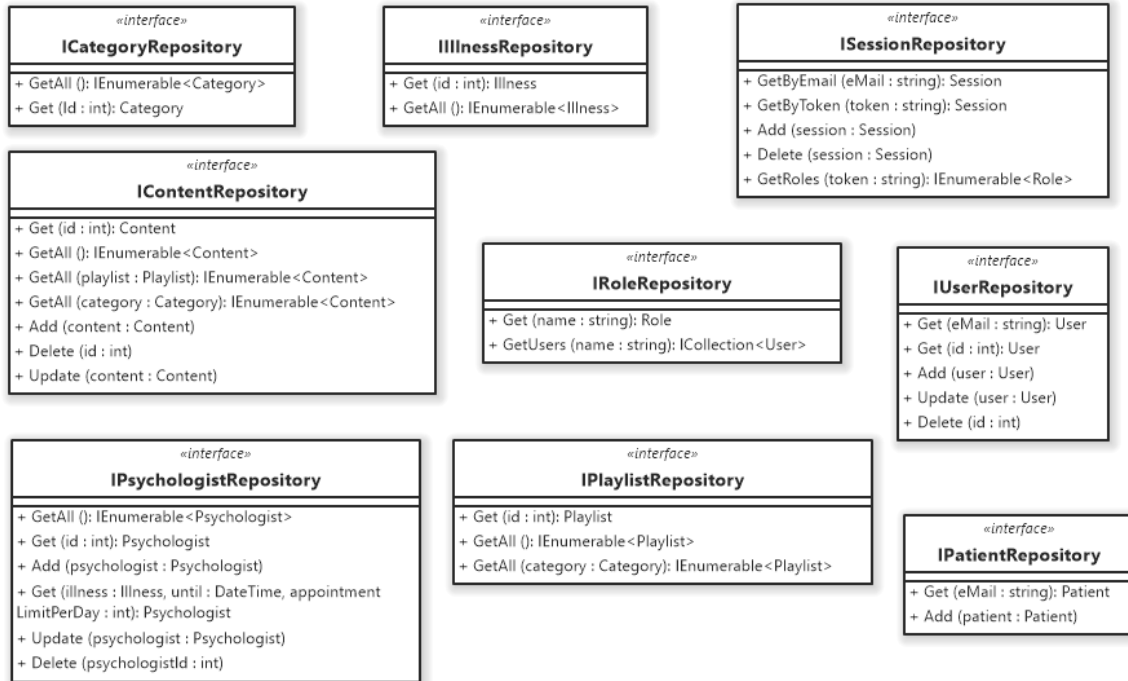 «interface»
ICategoryRepository
+ GetAll (): IEnumerable<Category>
+ Get (Id : int): Category
«interface»
IIllnessRepository
+ Get (id : int): Illness
+ GetAll (): IEnumerable<Illness>
«interface»
ISessionRepository
+ GetByEmail (eMail : string): Session
+ GetByToken (token : string): Session
+ Add (session : Session)
+ Delete (session : Session)
+ GetRoles (token : string): IEnumerable<Role>
«interface»
IContentRepository
+ Get (id : int): Content
+ GetAll (): IEnumerable<Content>
+ GetAll (playlist : Playlist): IEnumerable<Content>
+ GetAll (category : Category): IEnumerable<Content>
+ Add (content : Content)
+ Delete (id : int)
+ Update (content : Content)
«interface»
IRoleRepository
+ Get (name : string): Role
+ GetUsers (name : string): ICollection<User>
«interface»
IUserRepository
+ Get (eMail : string): User
+ Get (id : int): User
+ Add (user : User)
+ Update (user : User)
+ Delete (id : int)
«interface»
IPsychologistRepository
+ GetAll (): IEnumerable<Psychologist>
+ Get (id : int): Psychologist
+ Add (psychologist : Psychologist)
+ Get (illness : Illness, until : DateTime, appointment
LimitPerDay : int): Psychologist
+ Update (psychologist : Psychologist)
+ Delete (psychologistId : int)
«interface»
IPlaylistRepository
+ Get (id : int): Playlist
+ GetAll (): IEnumerable<Playlist>
+ GetAll (category : Category): IEnumerable<Playlist>
«interface»
IPatientRepository
+ Get (eMail : string): Patient
+ Add (patient : Patient)